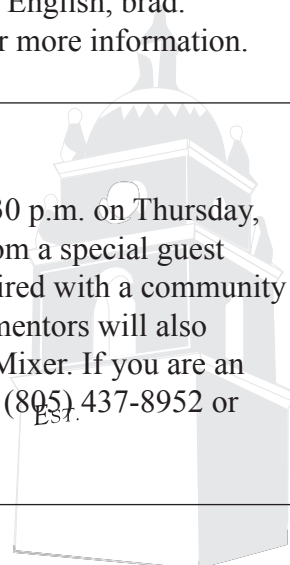 English, brad.
r more information.
30 p.m. on Thursday,
om a special guest
ired with a community
mentors will also
Mixer. If you are an
(805) 437-8952 or
EST.